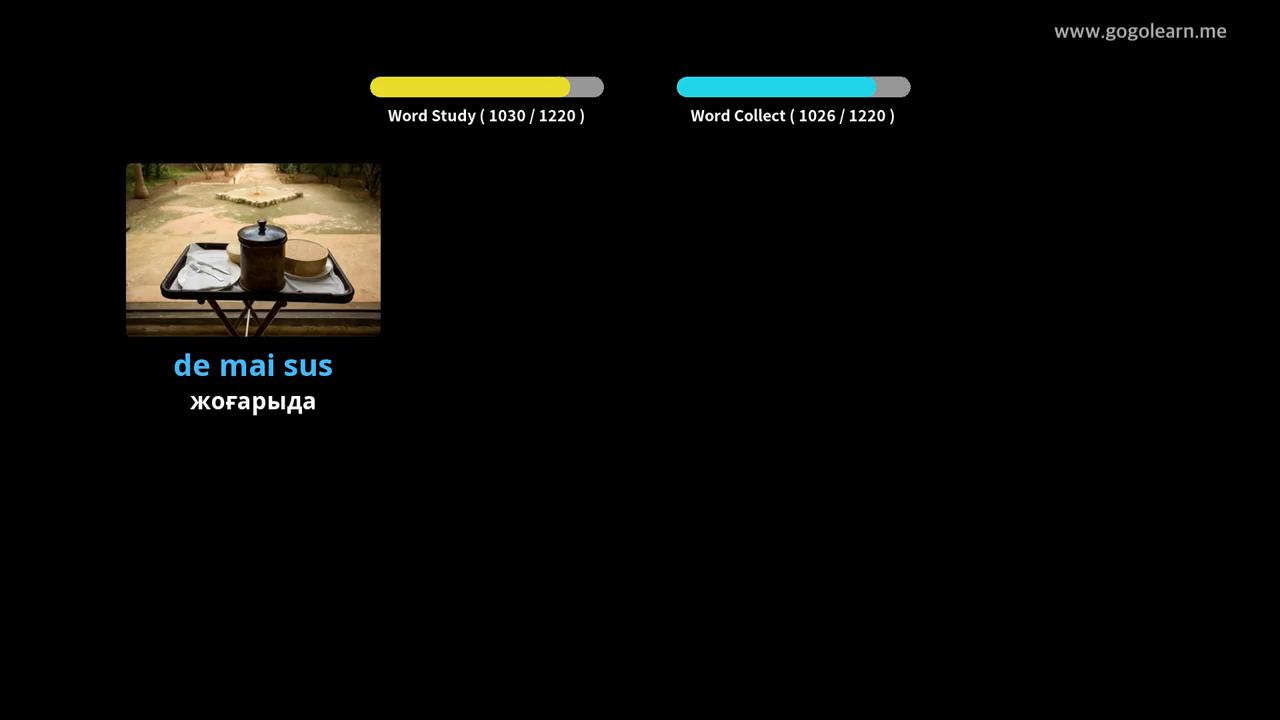 www.gogolearn.me
Word Study ( 1030 / 1220 )
Word Collect ( 1026 / 1220 )
de mai sus
жоғарыда